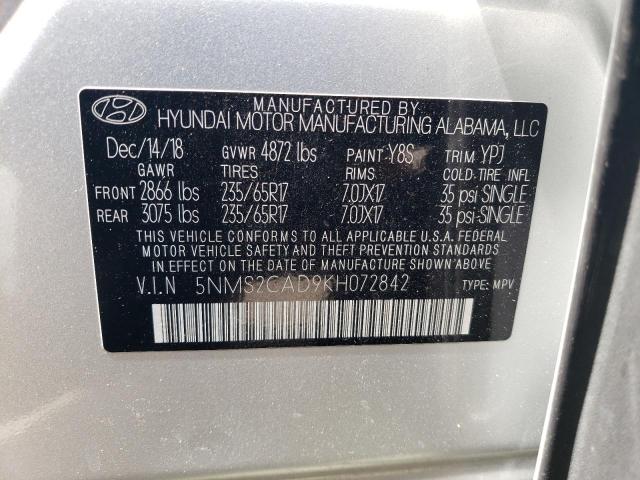 MANUFACTURED BY
HYUNDAI MOTOR MANUFACTURING ALABAMA, LLC
Dec/14/18 GVWR 4872 lbs PAINT Y8S TRIM YPJ
GAWR TIRES RIMS COLD-TIRE INFL
FRONT 2866 lbs 235/65R17 7.0JX17 35 psi-SINGLE
REAR 3075 lbs 235/65R17 7.0JX17 35 psi-SINGLE
THIS VEHICLE CONFORMS TO ALL APPLICABLE U.S.A. FEDERAL
MOTOR VEHICLE SAFETY AND THEFT PREVENTION
STANDARDS IN EFFECT ON THE DATE OF
MANUFACTURE SHOWN ABOVE.
V.I.N 5NMS2CAD9KH072842 TYPE: MPV